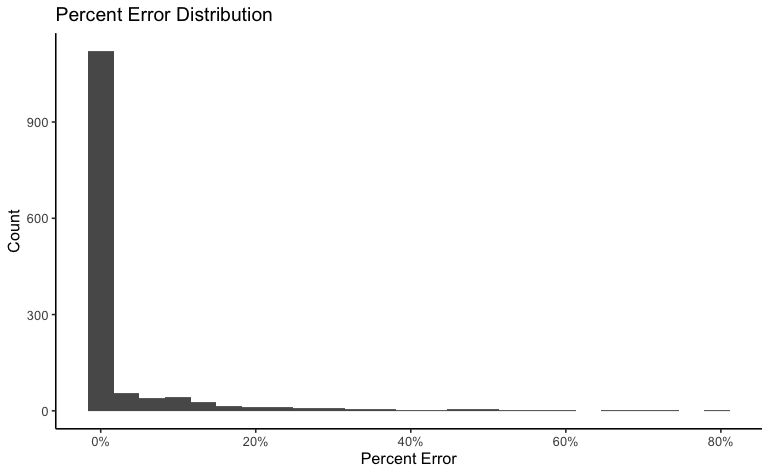 Percent Error Distribution
Count
900
600
300
0
0% 20% 40% 60% 80%
Percent Error